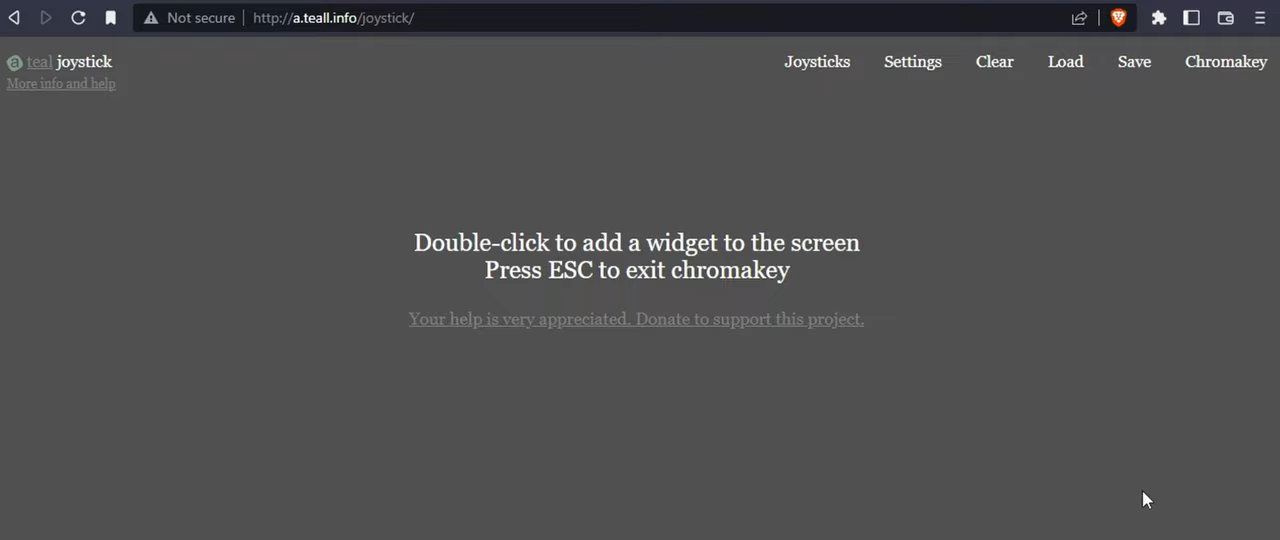 Not secure http://a.teall.info/joystick/
a teal joystick
More info and help
Joysticks Settings Clear Load Save Chromakey
Double-click to add a widget to the screen
Press ESC to exit chromakey
Your help is very appreciated. Donate to support this project.